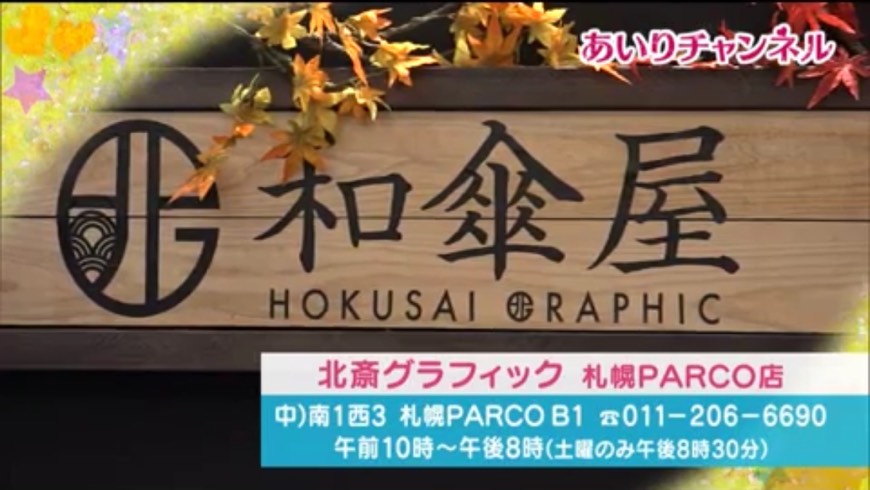 あいりチャンネル
和傘屋
HOKUSAI GRAPHIC
北斎グラフィック 札幌PARCO店
中)南1西3 札幌PARCO B1 ☎011-206-6690
午前10時～午後8時(土曜のみ午後8時30分)